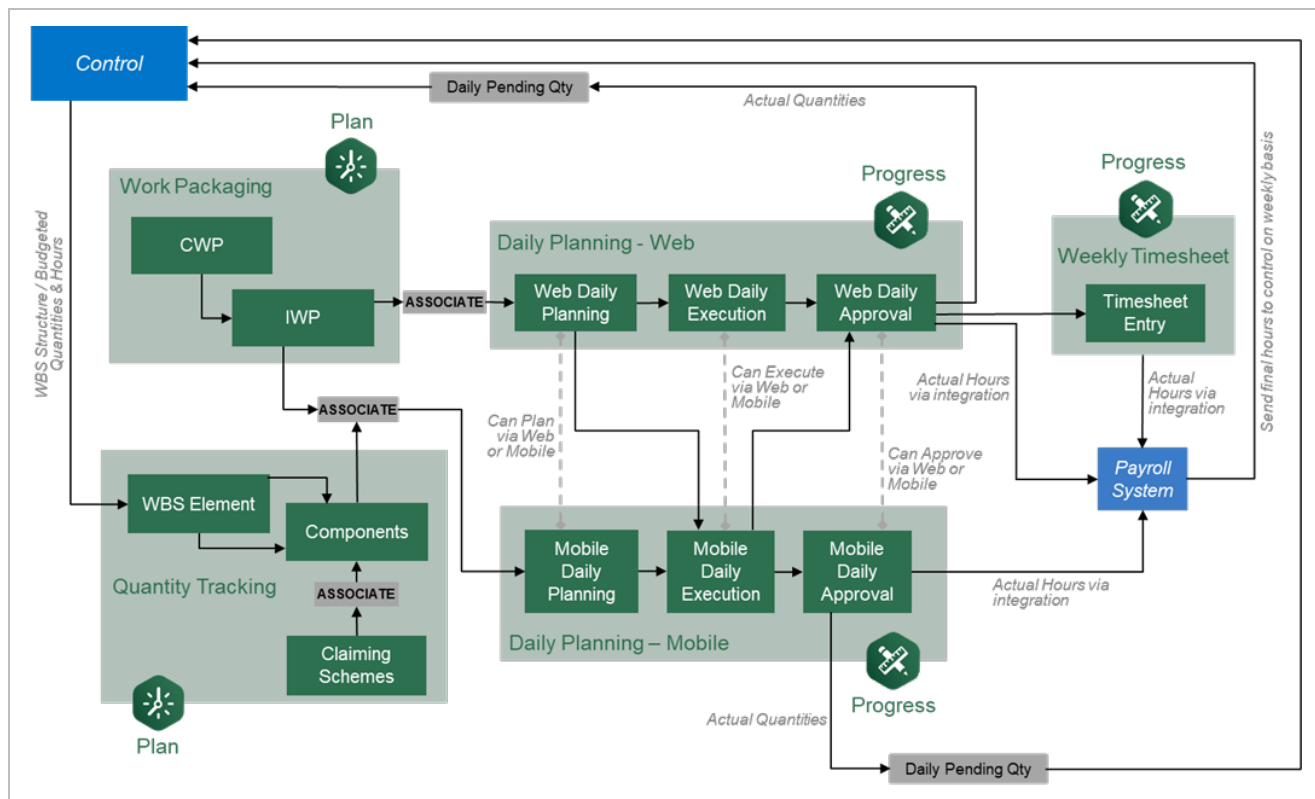 Control
Daily Pending Qty
Actual Quantities
Plan
Work Packaging
CWP
IWP
ASSOCIATE
WBS Structure / Budgeted
Quantities & Hours
Progress
Daily Planning - Web
Web Daily
Planning
Web Daily
Execution
Web Daily
Approval
Progress
Weekly Timesheet
Timesheet
Entry
Send final hours to control on weekly basis
Can Plan
via Web
or Mobile
Can Execute
via Web or
Mobile
Can Approve
via Web or
Mobile
Actual Hours
via integration
Actual
Hours via
integration
Payroll
System
ASSOCIATE
WBS Element
Components
Quantity Tracking
ASSOCIATE
Claiming
Schemes
Plan
Mobile
Daily
Planning
Mobile
Daily
Execution
Mobile
Daily
Approval
Daily Planning – Mobile
Actual Hours via
integration
Progress
Actual Quantities
Daily Pending Qty